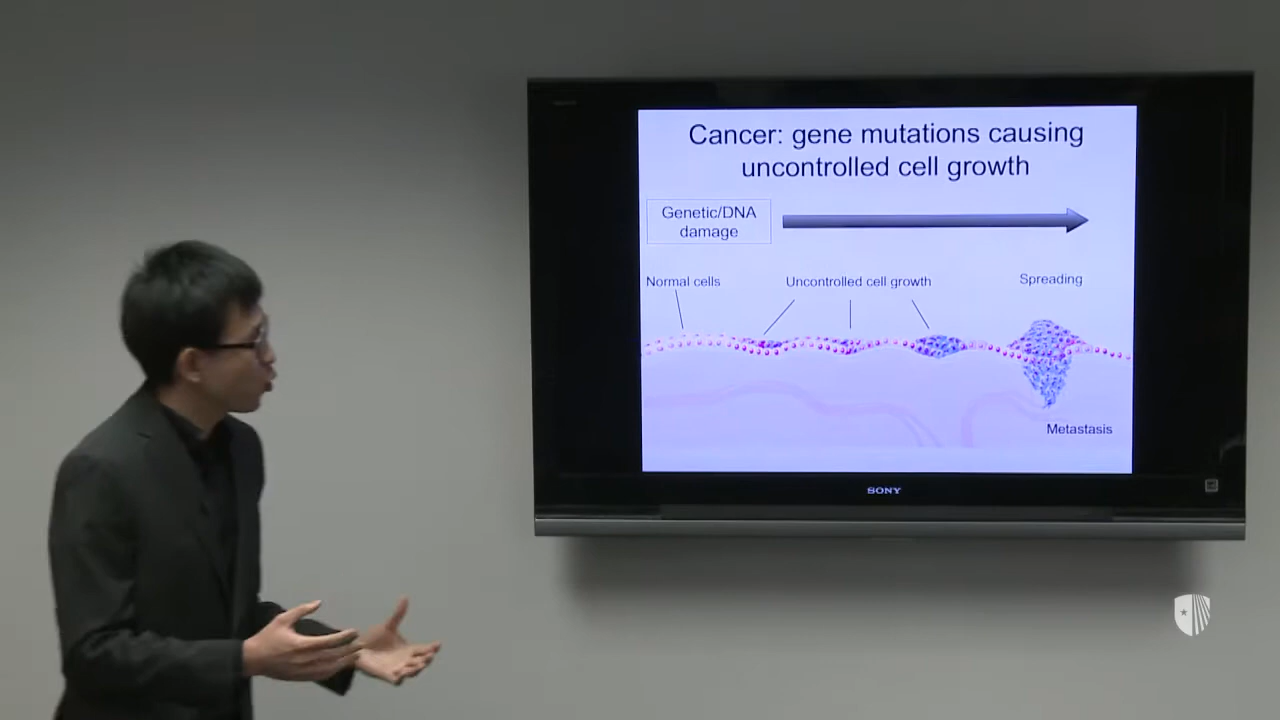 Cancer: gene mutations causing
uncontrolled cell growth
Genetic/DNA
damage
Normal cells
Uncontrolled cell growth
Spreading
Metastasis
SONY